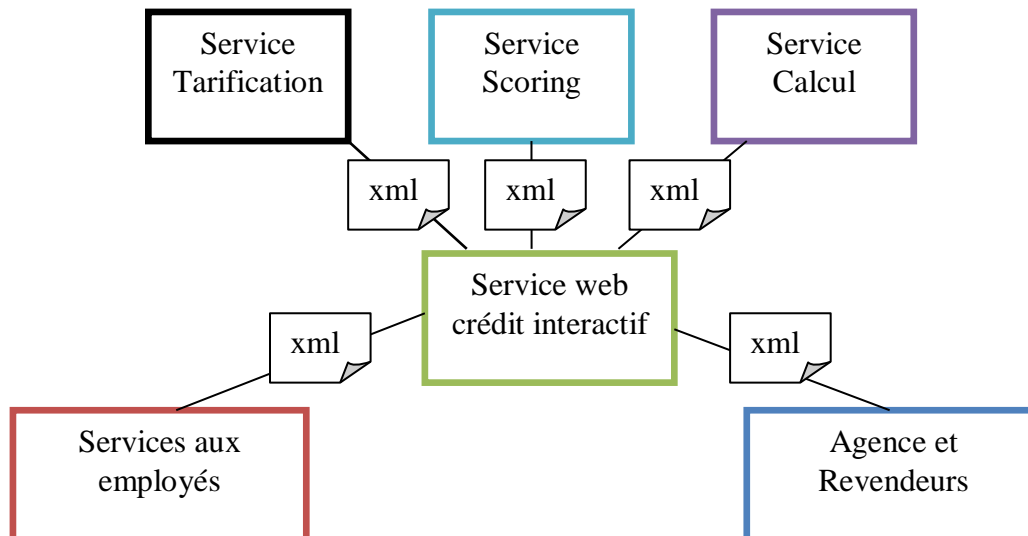 Service
Tarification
Service
Scoring
Service
Calcul
xml
xml
xml
Service web
crédit interactif
xml
xml
Services aux
employés
Agence et
Revendeurs